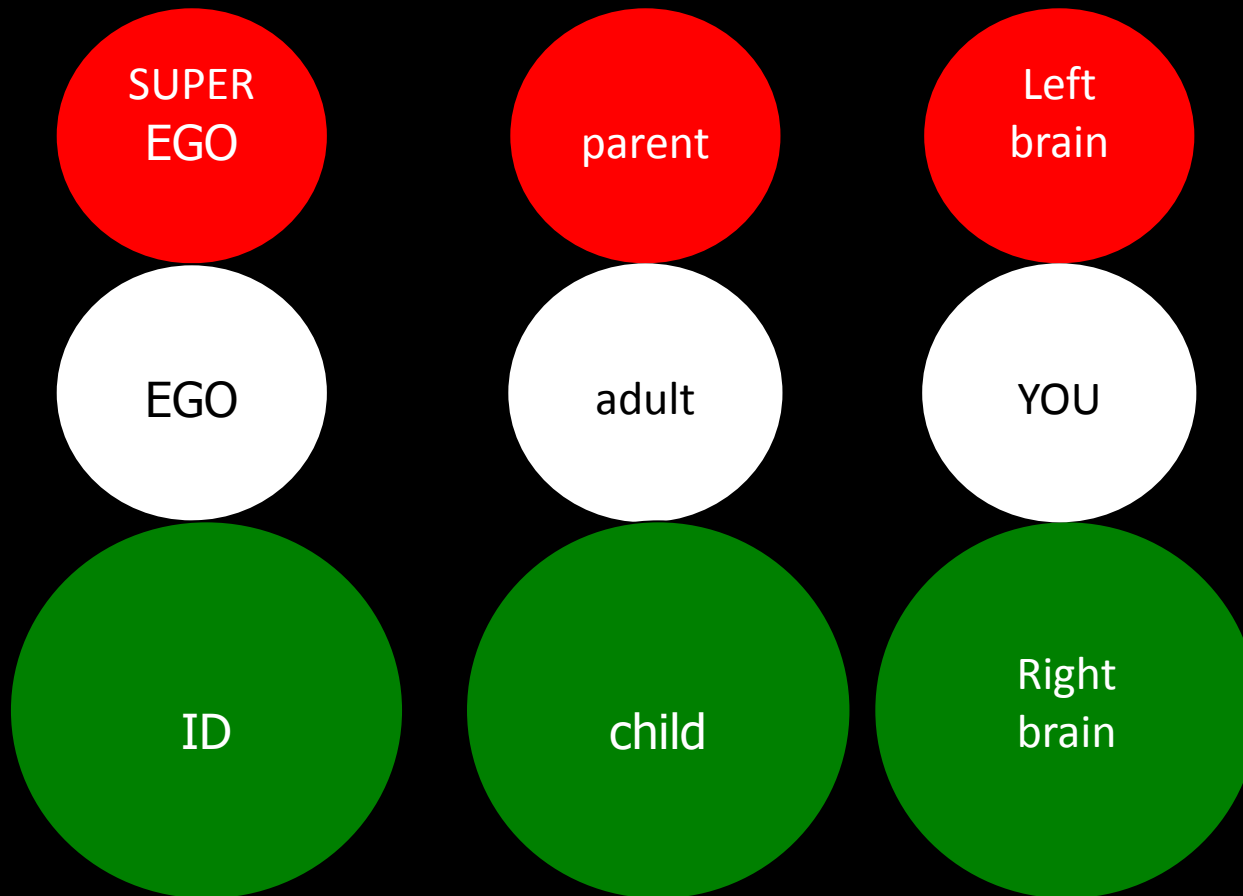 SUPER
EGO
parent
Left
brain
EGO
adult
YOU
ID
child
Right
brain